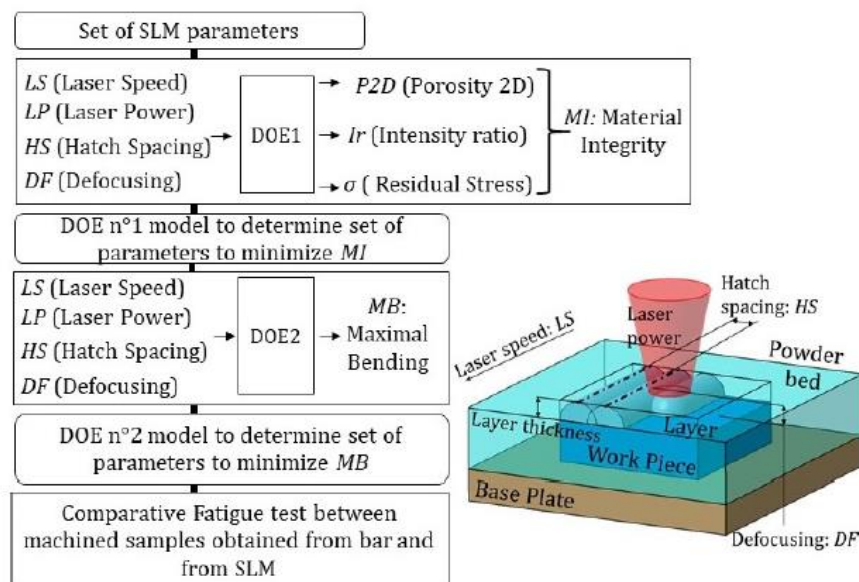 Set of SLM parameters
LS (Laser Speed)
LP (Laser Power)
HS (Hatch Spacing)
DF (Defocusing)
DOE1
P2D (Porosity 2D)
Ir (Intensity ratio)
σ ( Residual Stress)
MI: Material
Integrity
DOE n°1 model to determine set of
parameters to minimize MI
LS (Laser Speed)
LP (Laser Power)
HS (Hatch Spacing)
DF (Defocusing)
DOE2
MB:
Maximal
Bending
DOE n°2 model to determine set of
parameters to minimize MB
Comparative Fatigue test between
machined samples obtained from bar and
from SLM
Hatch
spacing: HS
Laser
power
Laser speed: LS
Powder
bed
Layer thickness
Layer
Work Piece
Base Plate
Defocusing: DF